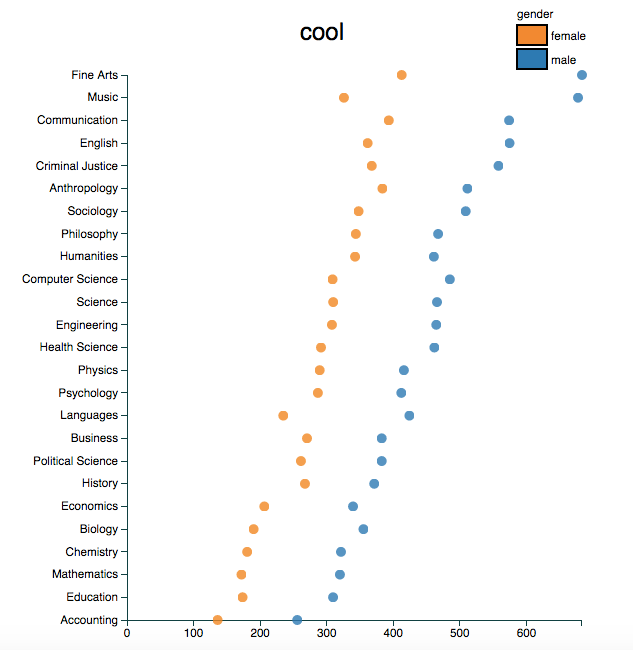 cool
gender
female
male
Fine Arts
Music
Communication
English
Criminal Justice
Anthropology
Sociology
Philosophy
Humanities
Computer Science
Science
Engineering
Health Science
Physics
Psychology
Languages
Business
Political Science
History
Economics
Biology
Chemistry
Mathematics
Education
Accounting
0 100 200 300 400 500 600